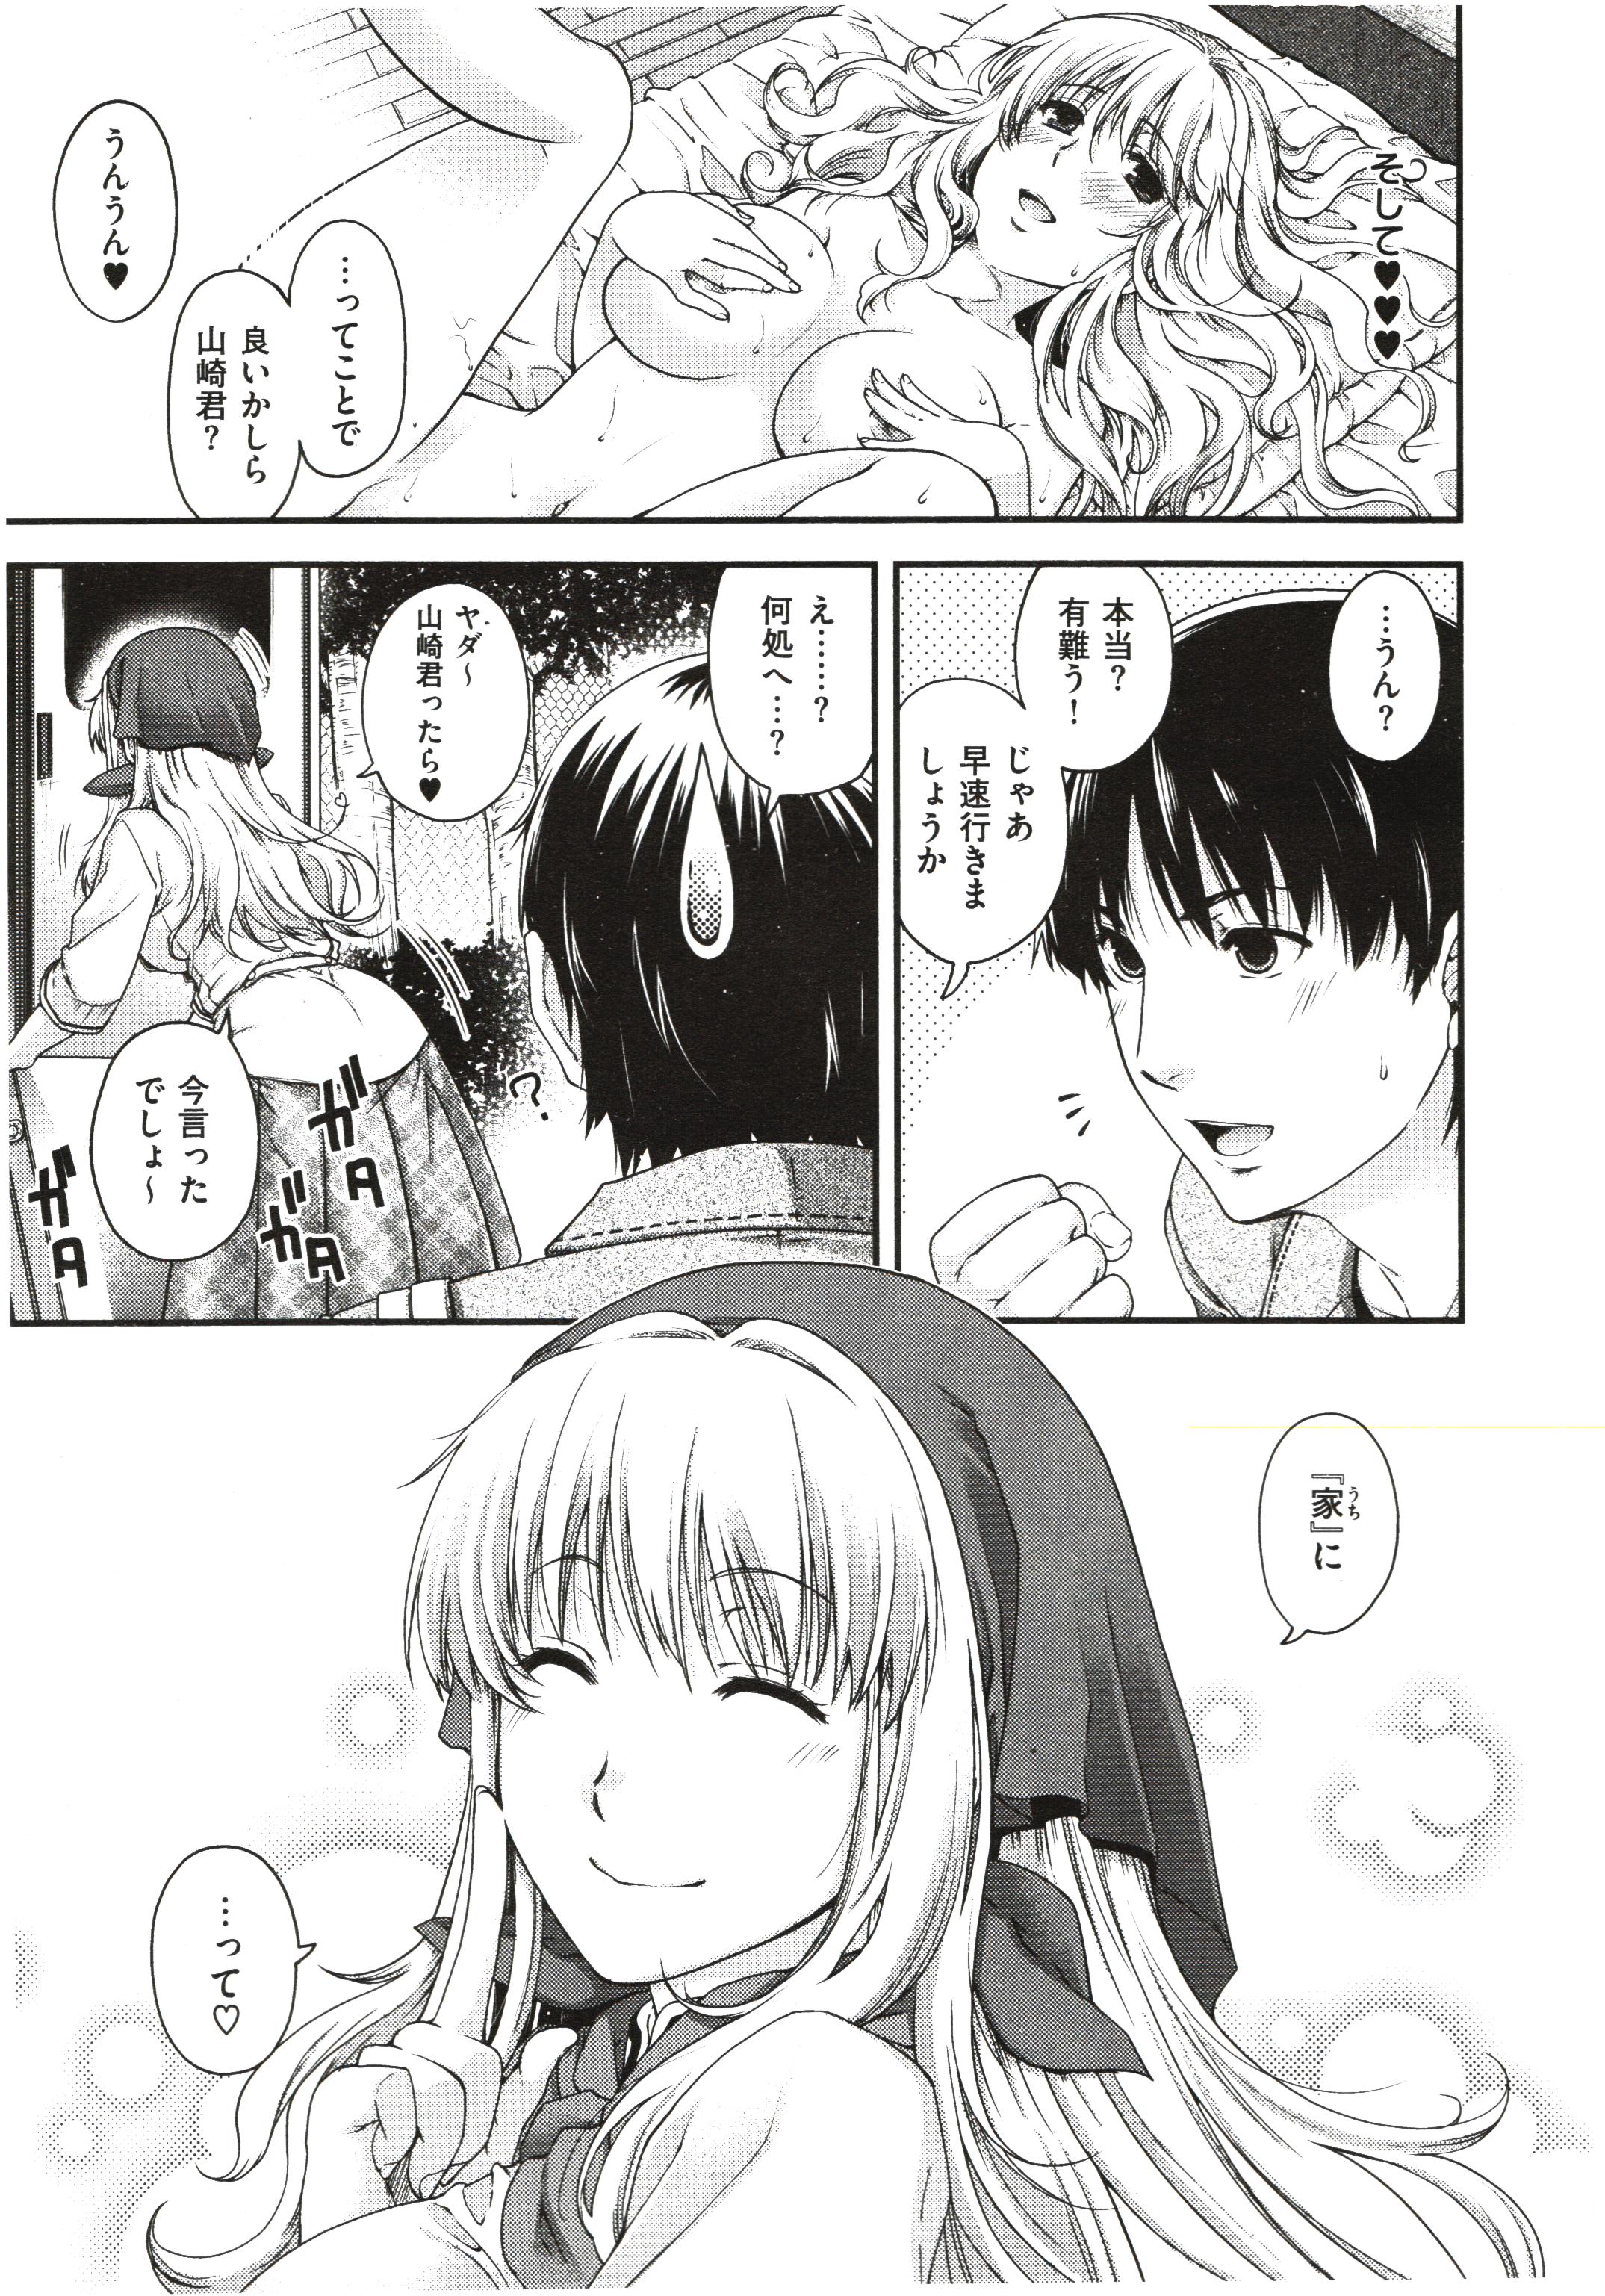 そして♥♥♥
…ってことで
良いかしら
山崎君？
うんうん♥
…うん？
本当？
有難う！
じゃあ
早速行きま
しょうか
え……？
何処へ…？
ヤダ～
山崎君ったら♥
？
今言った
でしょ～
ガタ
ガタ
ガタ
『家』に
うち
…って♡